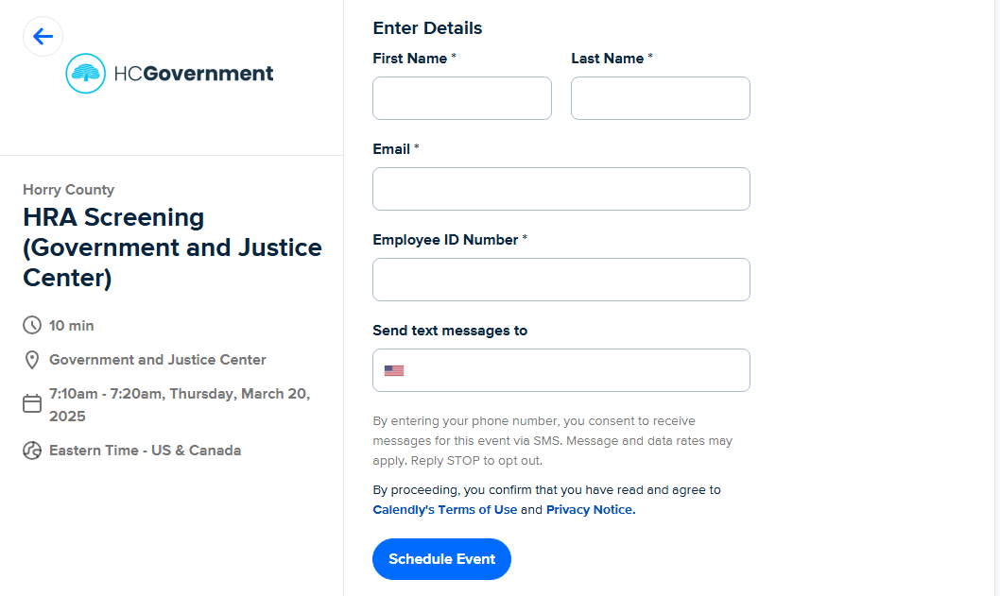 HCGovernment
Horry County
HRA Screening
(Government and Justice
Center)
10 min
Government and Justice Center
7:10am - 7:20am, Thursday, March 20,
2025
Eastern Time - US & Canada
Enter Details
First Name *
Last Name *
Email *
Employee ID Number *
Send text messages to
By entering your phone number, you consent to receive
messages for this event via SMS. Message and data rates may
apply. Reply STOP to opt out.
By proceeding, you confirm that you have read and agree to
Calendly's Terms of Use and Privacy Notice.
Schedule Event